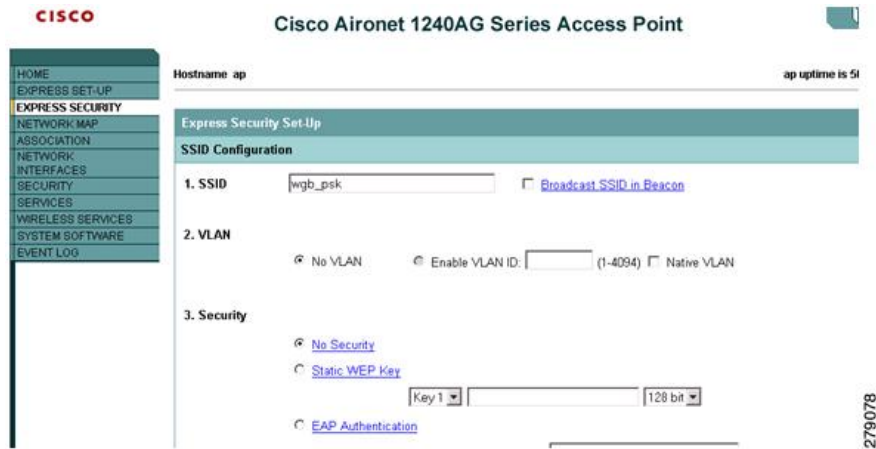 CISCO
Cisco Aironet 1240AG Series Access Point
HOME
EXPRESS SET-UP
EXPRESS SECURITY
NETWORK MAP
ASSOCIATION
NETWORK
INTERFACES
SECURITY
SERVICES
WIRELESS SERVICES
SYSTEM SOFTWARE
EVENT LOG
Hostname ap
ap uptime is
Express Security Set-Up
SSID Configuration
1. SSID
wgb_psk
Broadcast SSID in Beacon
2. VLAN
No VLAN
Enable VLAN ID:
(1-4094)
Native VLAN
3. Security
No Security
Static WEP Key
Key 1
128 bit
EAP Authentication
279078